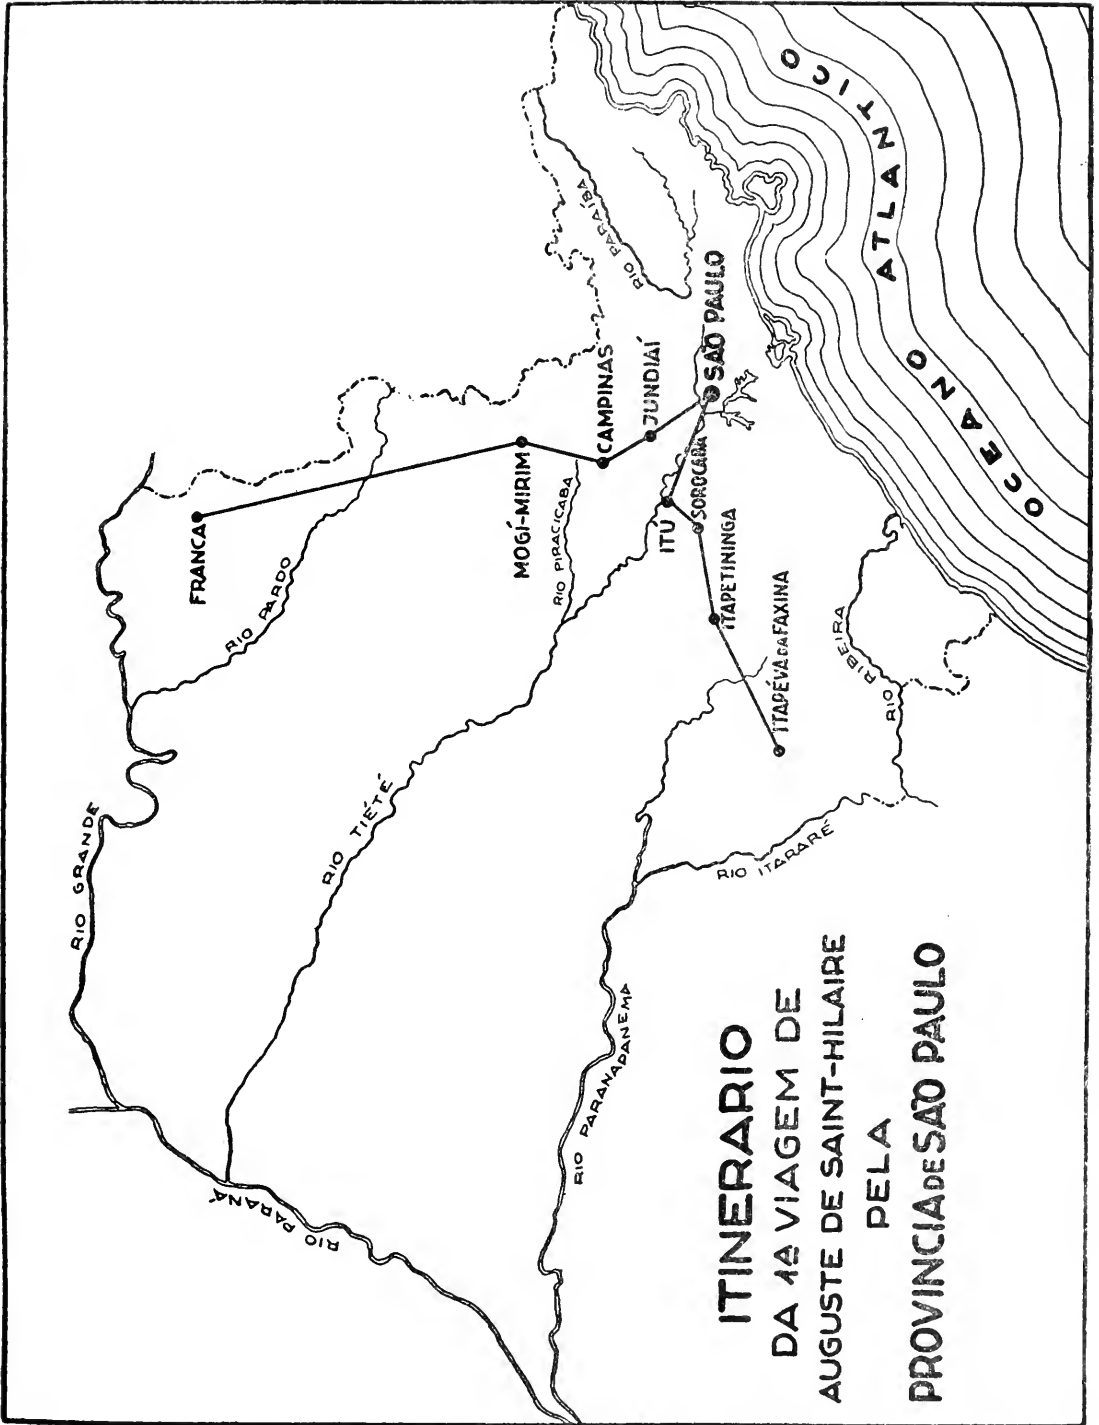 ITINERARIO
DA 1ª VIAGEM DE
AUGUSTE DE SAINT-HILAIRE
PELA
PROVINCIA DE SÃO PAULO
RIO GRANDE
RIO PARANÁ
RIO TIÉTÉ
RIO PARDO
FRANCA
MOGÍ-MIRIM
RIO PIRACICABA
CAMPINAS
JUNDIAÍ
SÃO PAULO
RIO PARAÍBA
ITÚ
SOROCABA
ITAPETININGA
ITAPÉVA DA FAXINA
RIO PARANAPANEMA
RIO ITARARÉ
RIO RIBEIRA
OCEANO ATLANTICO